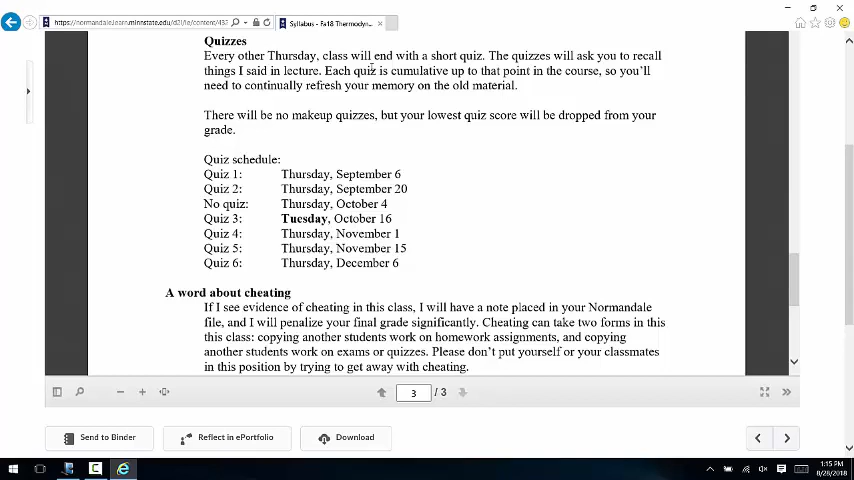 https://normandale.learn.minnstate.edu/d2l/le/content/432
Syllabus - Fa18 Thermodyn...
Quizzes
Every other Thursday, class will end with a short quiz. The quizzes will ask you to recall
things I said in lecture. Each quiz is cumulative up to that point in the course, so you'll
need to continually refresh your memory on the old material.
There will be no makeup quizzes, but your lowest quiz score will be dropped from your
grade.
Quiz schedule:
Quiz 1: Thursday, September 6
Quiz 2: Thursday, September 20
No quiz: Thursday, October 4
Quiz 3: Tuesday, October 16
Quiz 4: Thursday, November 1
Quiz 5: Thursday, November 15
Quiz 6: Thursday, December 6
A word about cheating
If I see evidence of cheating in this class, I will have a note placed in your Normandale
file, and I will penalize your final grade significantly. Cheating can take two forms in this
this class: copying another students work on homework assignments, and copying
another students work on exams or quizzes. Please don't put yourself or your classmates
in this position by trying to get away with cheating.
3 / 3
Send to Binder
Reflect in ePortfolio
Download
1:15 PM
8/28/2018